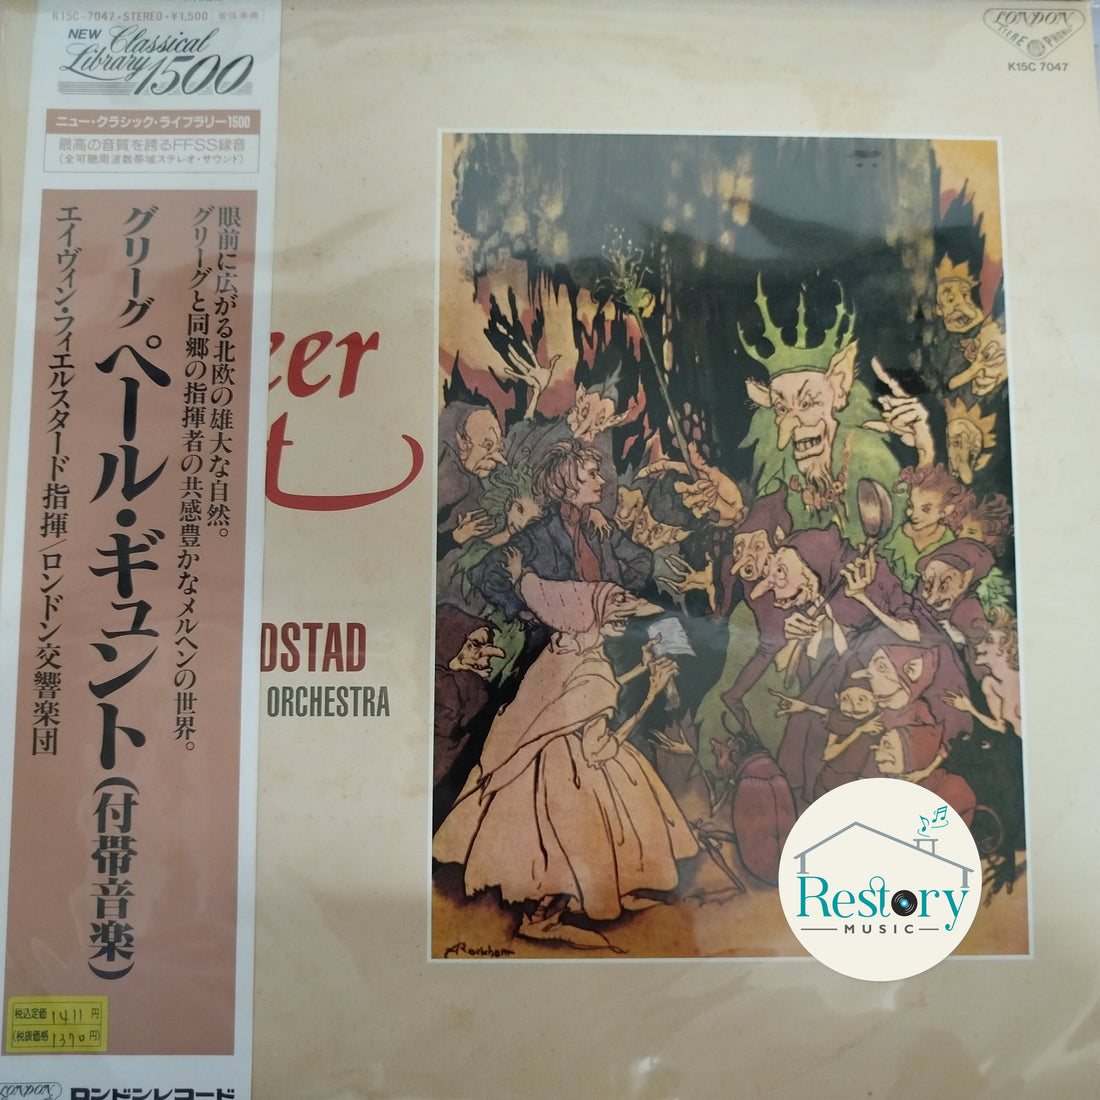 K15C-7047・STEREO・¥1,500 管弦楽曲
NEW Classical
Library 1500
ニュー・クラシック・ライブラリー1500
最高の音質を誇るFFSS録音
(全可聴周波数帯域ステレオ・サウンド)
眼前に広がる北欧の雄大な自然。
グリーグと同郷の指揮者の共感豊かなメルヘンの世界。
グリーグ ペール・ギュント(付帯音楽)
エイヴィン・フィエルスタード指揮/ロンドン交響楽団
税込定価 1411 円
(税抜価格 1370 円)
LONDON ロンドンレコード
eer
t
DSTAD
ORCHESTRA
LONDON
STEREOPHONIC
K15C 7047
ARackham
Restory
MUSIC